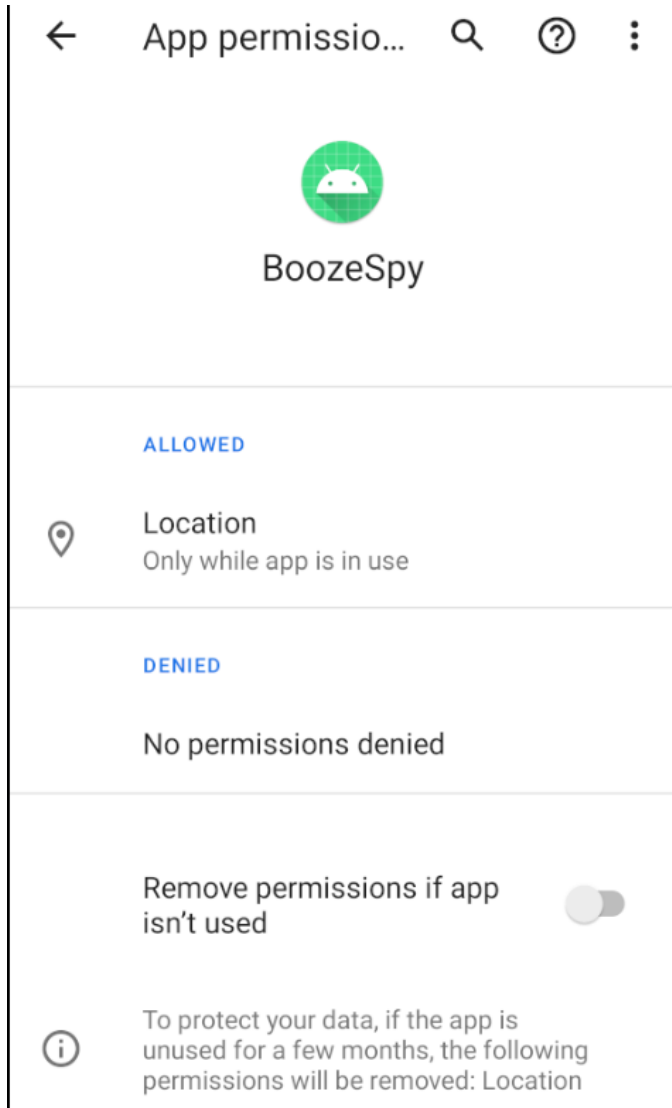 App permissio...
BoozeSpy
ALLOWED
Location
Only while app is in use
DENIED
No permissions denied
Remove permissions if app
isn't used
To protect your data, if the app is
unused for a few months, the following
permissions will be removed: Location